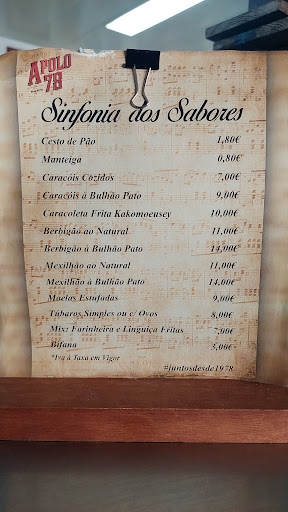 APOLO
78
Sinfonia dos Sabores
Cesto de Pão 1,80€
Manteiga 0,80€
Caracóis Cozidos 7,00€
Caracóis à Bulhão Pato 9,00€
Caracoleta Frita Kakomoeusey 10,00€
Berbigão ao Natural 11,00€
Berbigão à Bulhão Pato 14,00€
Mexilhão ao Natural 11,00€
Mexilhão à Bulhão Pato 14,00€
Moelas Estufadas 9,00€
Túbaros Simples ou c/ Ovos 8,00€
Mix: Farinheira e Linguiça Fritas 7,00€
Bifana 3,00€
*Iva à Taxa em Vigor
#juntosdesde1978